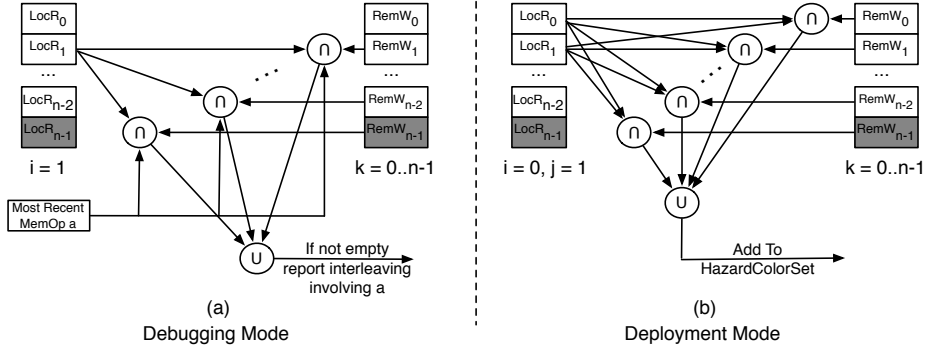 LocR0
LocR1
...
LocRn-2
LocRn-1
i = 1
Most Recent
MemOp a
∩
∩
∩
...
U
RemW0
RemW1
...
RemWn-2
RemWn-1
k = 0..n-1
If not empty
report interleaving
involving a
(a)
Debugging Mode
LocR0
LocR1
...
LocRn-2
LocRn-1
i = 0, j = 1
∩
∩
...
∩
∩
U
RemW0
RemW1
...
RemWn-2
RemWn-1
k = 0..n-1
Add To
HazardColorSet
(b)
Deployment Mode